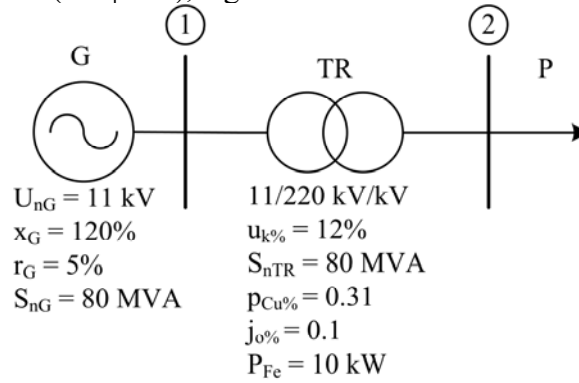 1
2
G
TR
P
U_nG = 11 kV
x_G = 120%
r_G = 5%
S_nG = 80 MVA
11/220 kV/kV
u_k% = 12%
S_nTR = 80 MVA
p_Cu% = 0.31
j_o% = 0.1
P_Fe = 10 kW